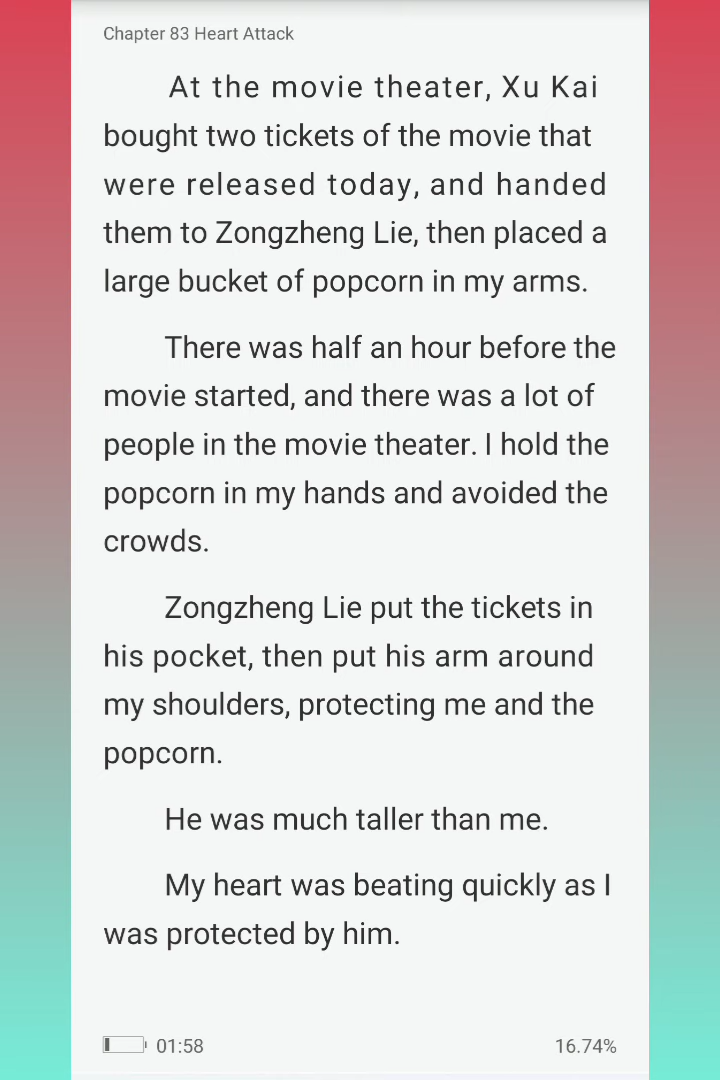 Chapter 83 Heart Attack
At the movie theater, Xu Kai
bought two tickets of the movie that
were released today, and handed
them to Zongzheng Lie, then placed a
large bucket of popcorn in my arms.
There was half an hour before the
movie started, and there was a lot of
people in the movie theater. I hold the
popcorn in my hands and avoided the
crowds.
Zongzheng Lie put the tickets in
his pocket, then put his arm around
my shoulders, protecting me and the
popcorn.
He was much taller than me.
My heart was beating quickly as I
was protected by him.
01:58 16.74%